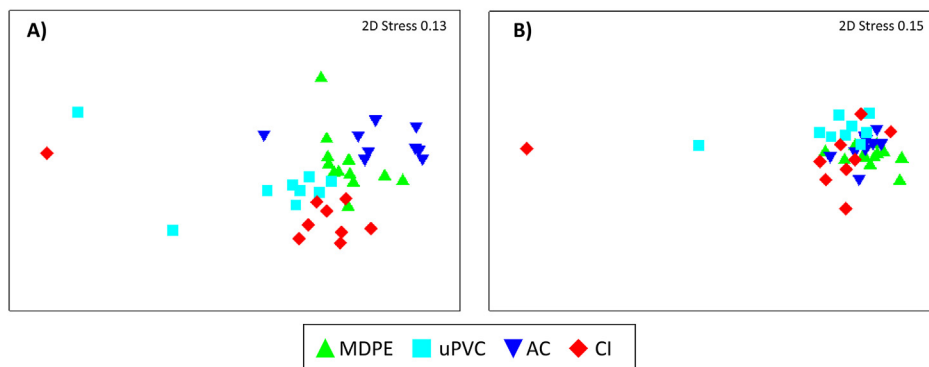 A)
2D Stress 0.13
B)
2D Stress 0.15
MDPE uPVC AC CI